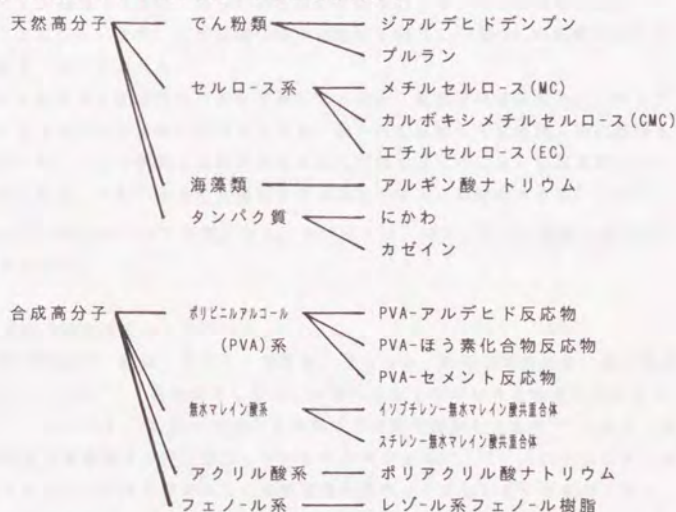 天然高分子 でん粉類 ジアルデヒドデンプン
プルラン
セルロ-ス系 メチルセルロ-ス(MC)
カルボキシメチルセルロ-ス(CMC)
エチルセルロ-ス(EC)
海藻類 アルギン酸ナトリウム
タンパク質 にかわ
カゼイン
合成高分子 ポリビニルアルコール PVA-アルデヒド反応物
(PVA)系 PVA-ほう素化合物反応物
PVA-セメント反応物
無水マレイン酸系 イソブチレン-無水マレイン酸共重合体
スチレン-無水マレイン酸共重合体
アクリル酸系 ポリアクリル酸ナトリウム
フェノ-ル系 レゾ-ル系フェノ-ル樹脂